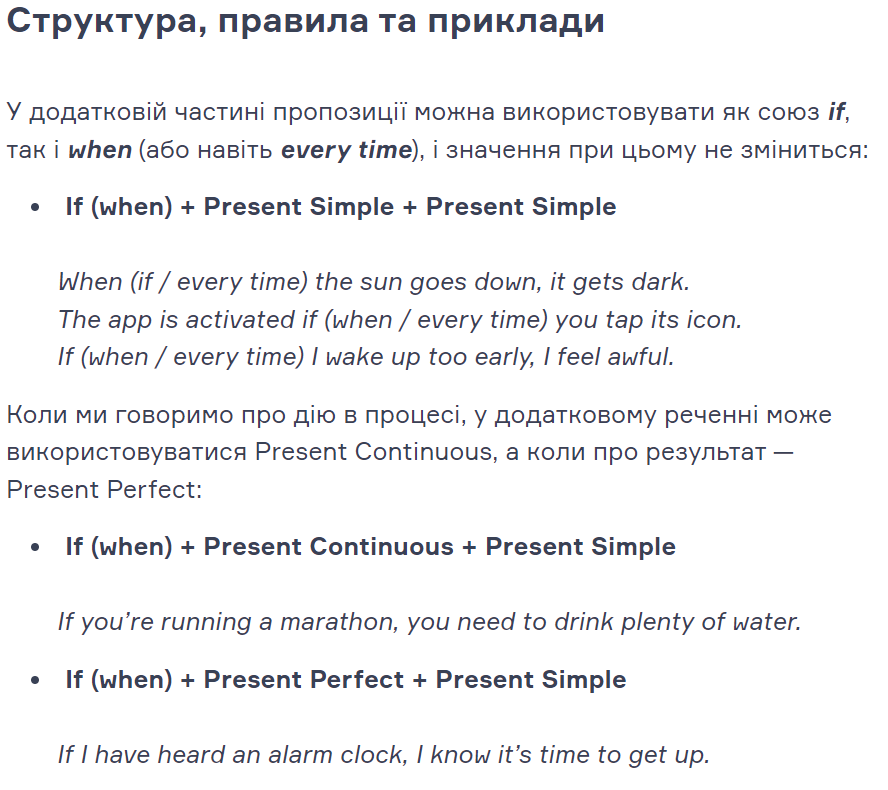 Структура, правила та приклади
У додатковій частині пропозиції можна використовувати як союз if,
так і when (або навіть every time), і значення при цьому не зміниться:
• If (when) + Present Simple + Present Simple
When (if / every time) the sun goes down, it gets dark.
The app is activated if (when / every time) you tap its icon.
If (when / every time) I wake up too early, I feel awful.
Коли ми говоримо про дію в процесі, у додатковому реченні може
використовуватися Present Continuous, а коли про результат —
Present Perfect:
• If (when) + Present Continuous + Present Simple
If you’re running a marathon, you need to drink plenty of water.
• If (when) + Present Perfect + Present Simple
If I have heard an alarm clock, I know it’s time to get up.